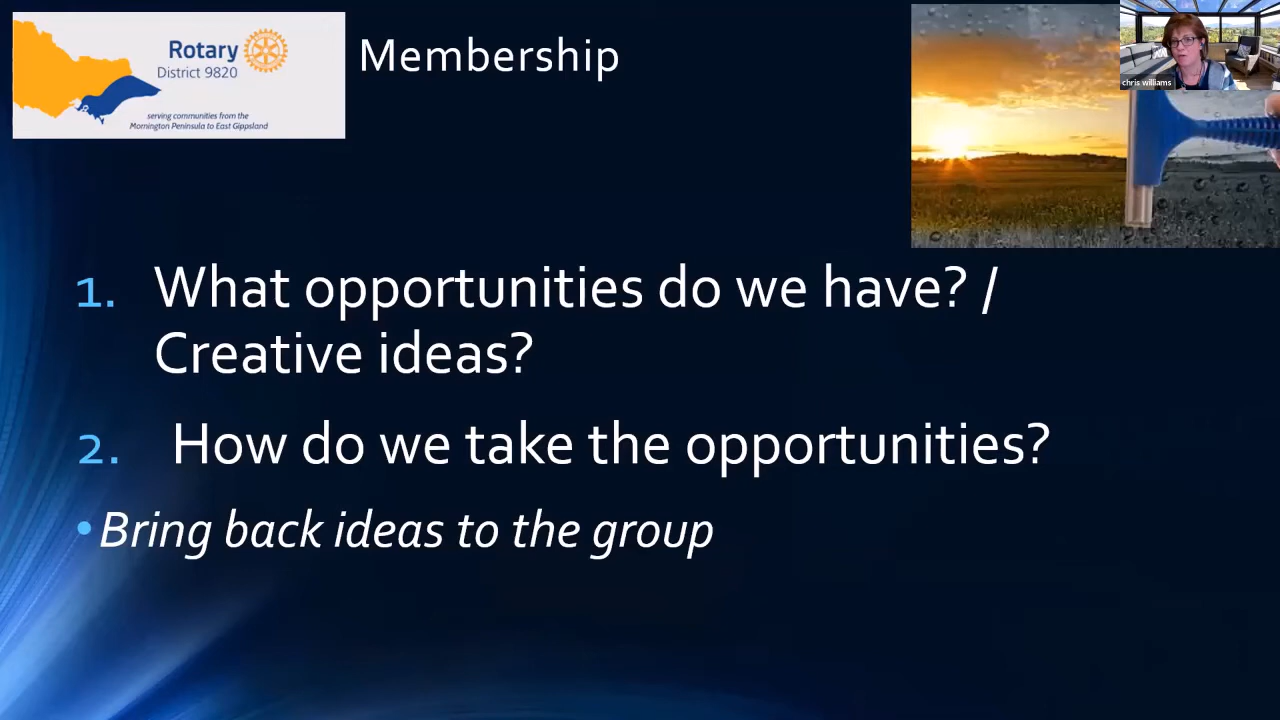 Rotary
District 9820
serving communities from the
Mornington Peninsula to East Gippsland
Membership
chris williams
1. What opportunities do we have? /
Creative ideas?
2. How do we take the opportunities?
• Bring back ideas to the group